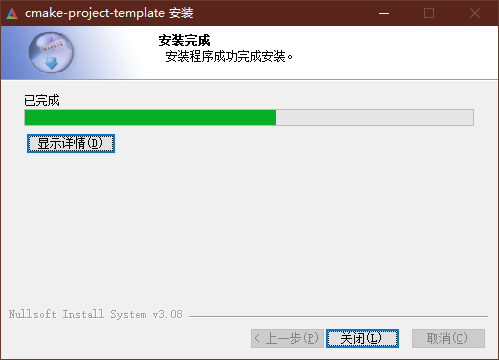 cmake-project-template 安装
安装完成
安装程序成功完成安装。
已完成
显示详情(D)
Nullsoft Install System v3.08
< 上一步(P)
关闭(L)
取消(C)